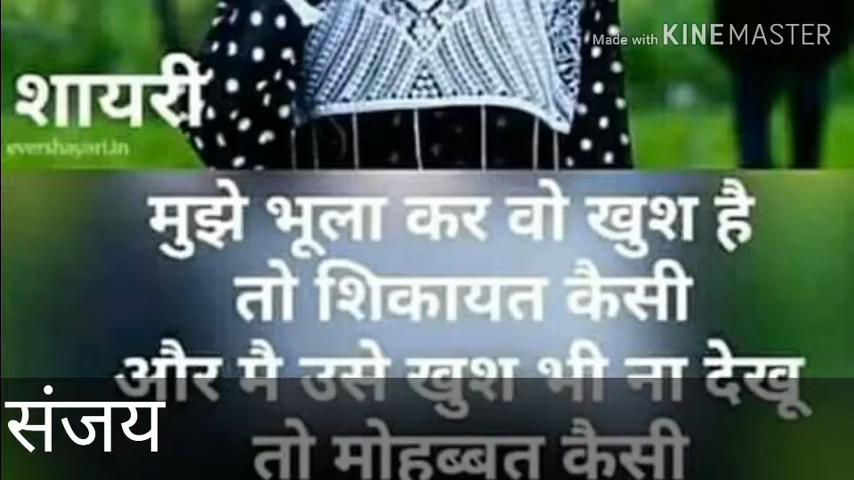 Made with KINEMASTER
शायरी
evershayari.in
मुझे भूला कर वो खुश है
तो शिकायत कैसी
और मै उसे खुश भी ना देखू
संजय
तो मोहब्बत कैसी